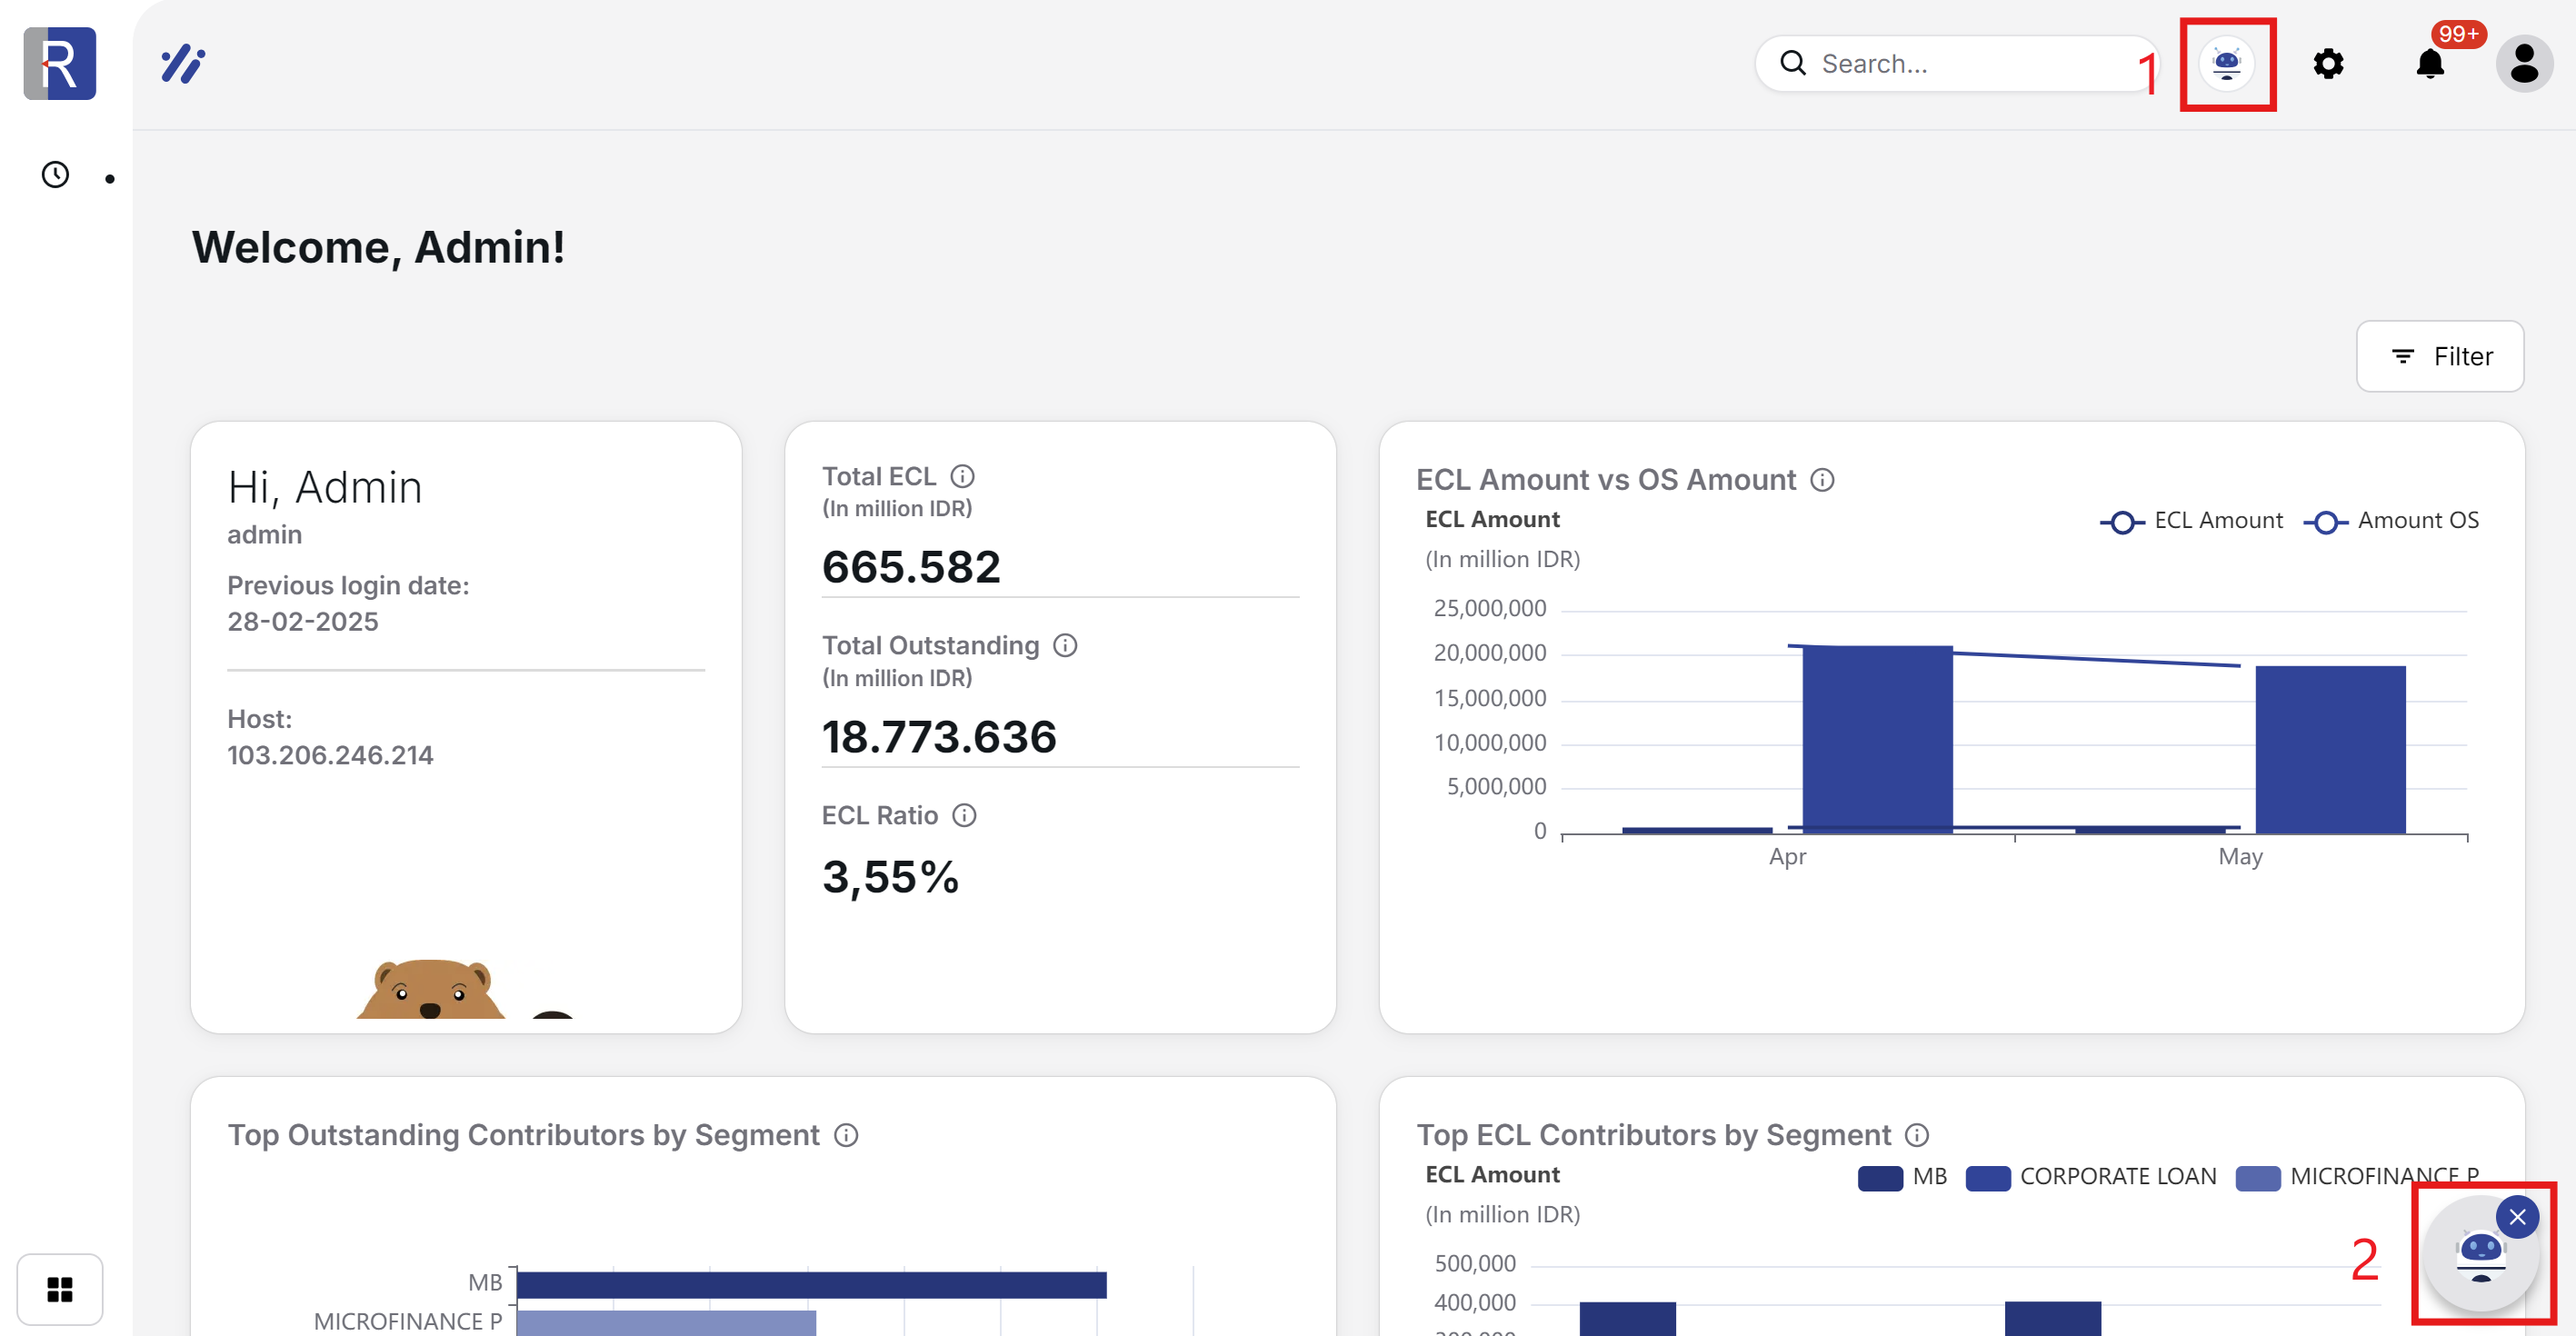 R
Search...
1
99+
Welcome, Admin!
Filter
Hi, Admin
admin
Previous login date:
28-02-2025
Host:
103.206.246.214
Total ECL
(In million IDR)
665.582
Total Outstanding
(In million IDR)
18.773.636
ECL Ratio
3,55%
ECL Amount vs OS Amount
ECL Amount
(In million IDR)
ECL Amount
Amount OS
25,000,000
20,000,000
15,000,000
10,000,000
5,000,000
0
Apr
May
Top Outstanding Contributors by Segment
MB
MICROFINANCE P
Top ECL Contributors by Segment
ECL Amount
(In million IDR)
MB
CORPORATE LOAN
MICROFINANCE P
500,000
400,000
2